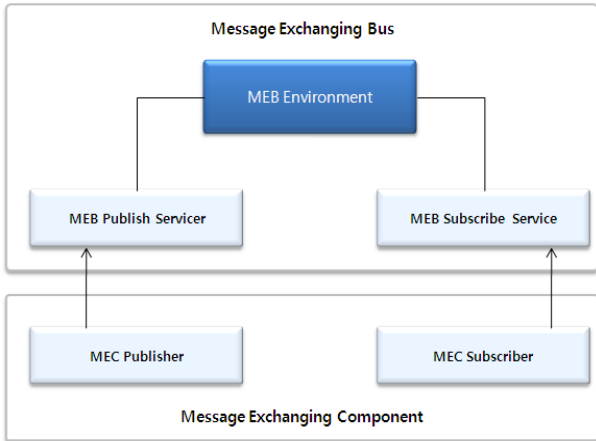 Message Exchanging Bus
MEB Environment
MEB Publish Servicer
MEB Subscribe Service
MEC Publisher
MEC Subscriber
Message Exchanging Component